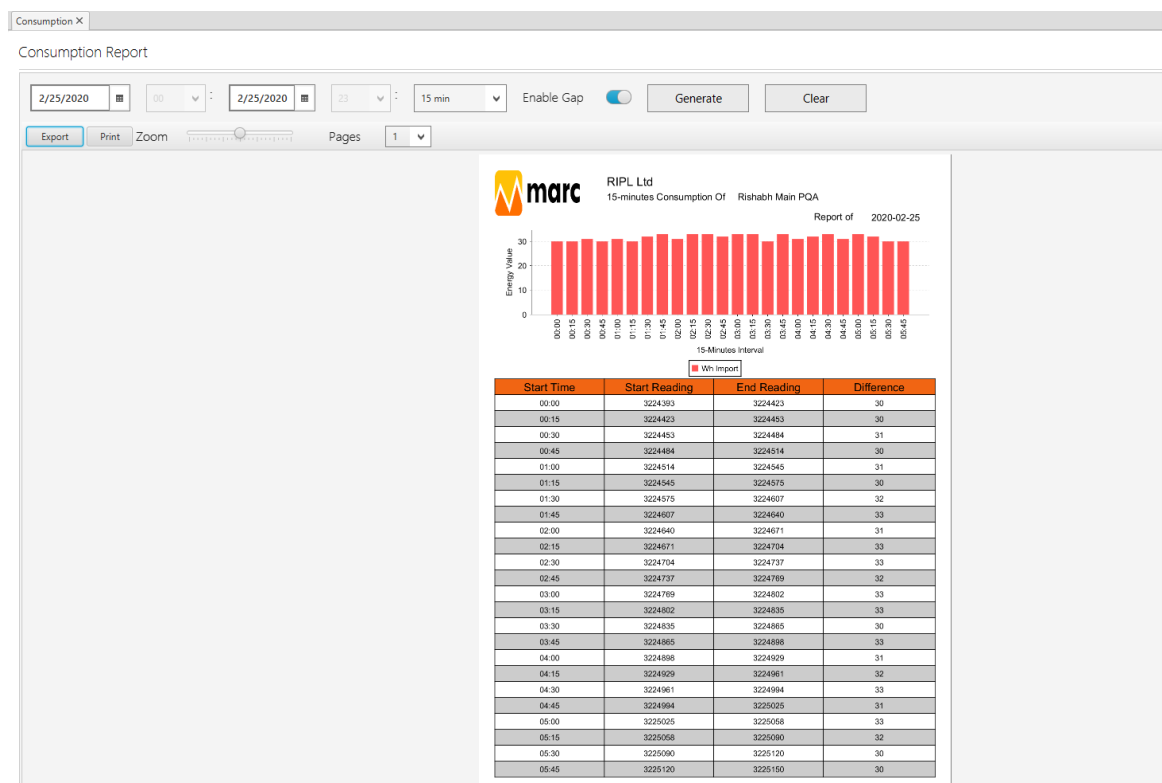 Consumption ✕
Consumption Report
2/25/2020 00 : 2/25/2020 23 : 15 min Enable Gap Generate Clear
Export Print Zoom Pages 1
marc
RIPL Ltd
15-minutes Consumption Of Rishabh Main PQA
Report of 2020-02-25
Energy Value
30
20
10
0
00:00 00:15 00:30 00:45 01:00 01:15 01:30 01:45 02:00 02:15 02:30 02:45 03:00 03:15 03:30 03:45 04:00 04:15 04:30 04:45 05:00 05:15 05:30 05:45
15-Minutes Interval
Wh Import
Start Time Start Reading End Reading Difference
00:00 3224393 3224423 30
00:15 3224423 3224453 30
00:30 3224453 3224484 31
00:45 3224484 3224514 30
01:00 3224514 3224545 31
01:15 3224545 3224575 30
01:30 3224575 3224607 32
01:45 3224607 3224640 33
02:00 3224640 3224671 31
02:15 3224671 3224704 33
02:30 3224704 3224737 33
02:45 3224737 3224769 32
03:00 3224769 3224802 33
03:15 3224802 3224835 33
03:30 3224835 3224865 30
03:45 3224865 3224898 33
04:00 3224898 3224929 31
04:15 3224929 3224961 32
04:30 3224961 3224994 33
04:45 3224994 3225025 31
05:00 3225025 3225058 33
05:15 3225058 3225090 32
05:30 3225090 3225120 30
05:45 3225120 3225150 30